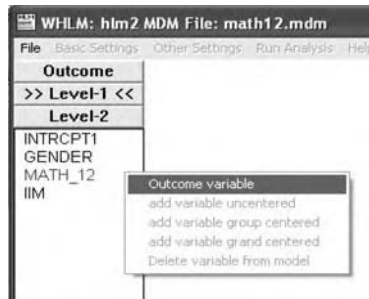 WHLM: hlm2 MDM File: math12.mdm
File Basic Settings Other Settings Run Analysis Help
Outcome
>> Level-1 <<
Level-2
INTRCPT1
GENDER
MATH_12
IIM
Outcome variable
add variable uncentered
add variable group centered
add variable grand centered
Delete variable from model